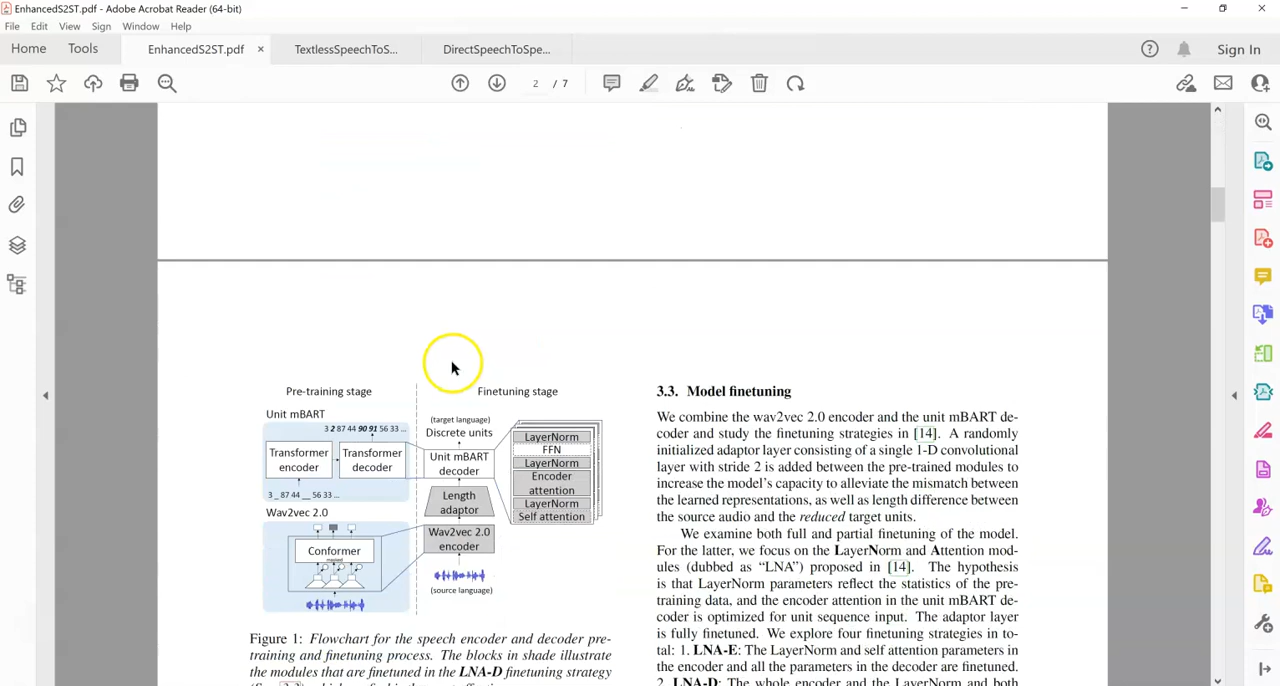 EnhancedS2ST.pdf - Adobe Acrobat Reader (64-bit)
File Edit View Sign Window Help
Home Tools EnhancedS2ST.pdf × TextlessSpeechToS... DirectSpeechToSpe... Sign In
2 / 7
Pre-training stage
Finetuning stage
Unit mBART
3 2 87 44 90 91 56 33 ...
Transformer encoder
Transformer decoder
3 _ 87 44 __ 56 33 ...
Wav2vec 2.0
Conformer
masked
(target language)
Discrete units
Unit mBART decoder
Length adaptor
Wav2vec 2.0 encoder
(source language)
LayerNorm
FFN
LayerNorm
Encoder attention
LayerNorm
Self attention
Figure 1: Flowchart for the speech encoder and decoder pre-
training and finetuning process. The blocks in shade illustrate
the modules that are finetuned in the LNA-D finetuning strategy
3.3. Model finetuning
We combine the wav2vec 2.0 encoder and the unit mBART de-
coder and study the finetuning strategies in [14]. A randomly
initialized adaptor layer consisting of a single 1-D convolutional
layer with stride 2 is added between the pre-trained modules to
increase the model's capacity to alleviate the mismatch between
the learned representations, as well as length difference between
the source audio and the reduced target units.
We examine both full and partial finetuning of the model.
For the latter, we focus on the LayerNorm and Attention mod-
ules (dubbed as "LNA") proposed in [14]. The hypothesis
is that LayerNorm parameters reflect the statistics of the pre-
training data, and the encoder attention in the unit mBART de-
coder is optimized for unit sequence input. The adaptor layer
is fully finetuned. We explore four finetuning strategies in to-
tal: 1. LNA-E: The LayerNorm and self attention parameters in
the encoder and all the parameters in the decoder are finetuned.
2. LNA-D: The whole encoder and the LayerNorm and both